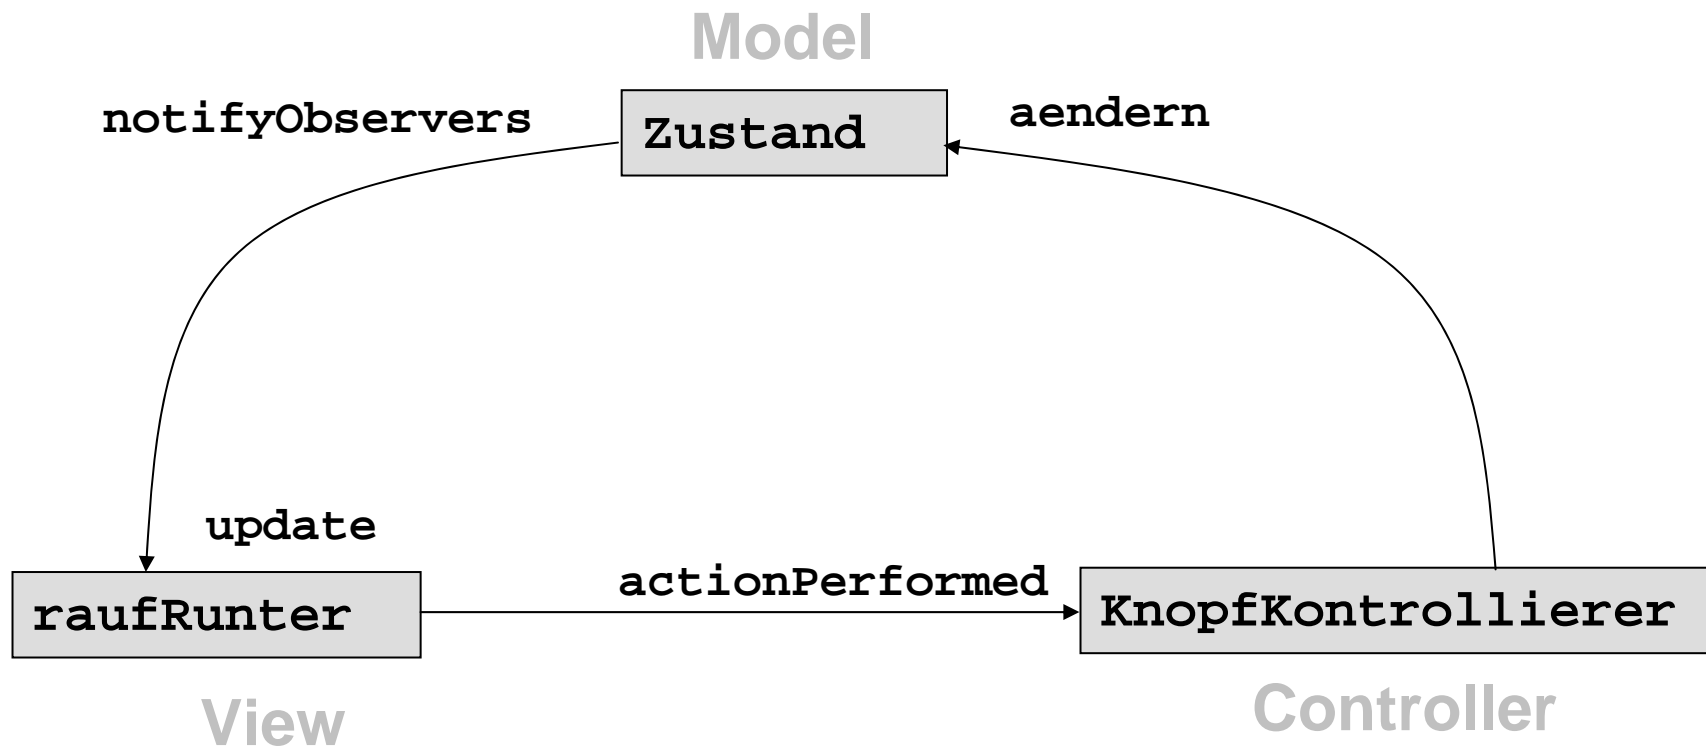 Model
notifyObservers
Zustand
aendern
update
raufRunter
actionPerformed
KnopfKontrollierer
View
Controller